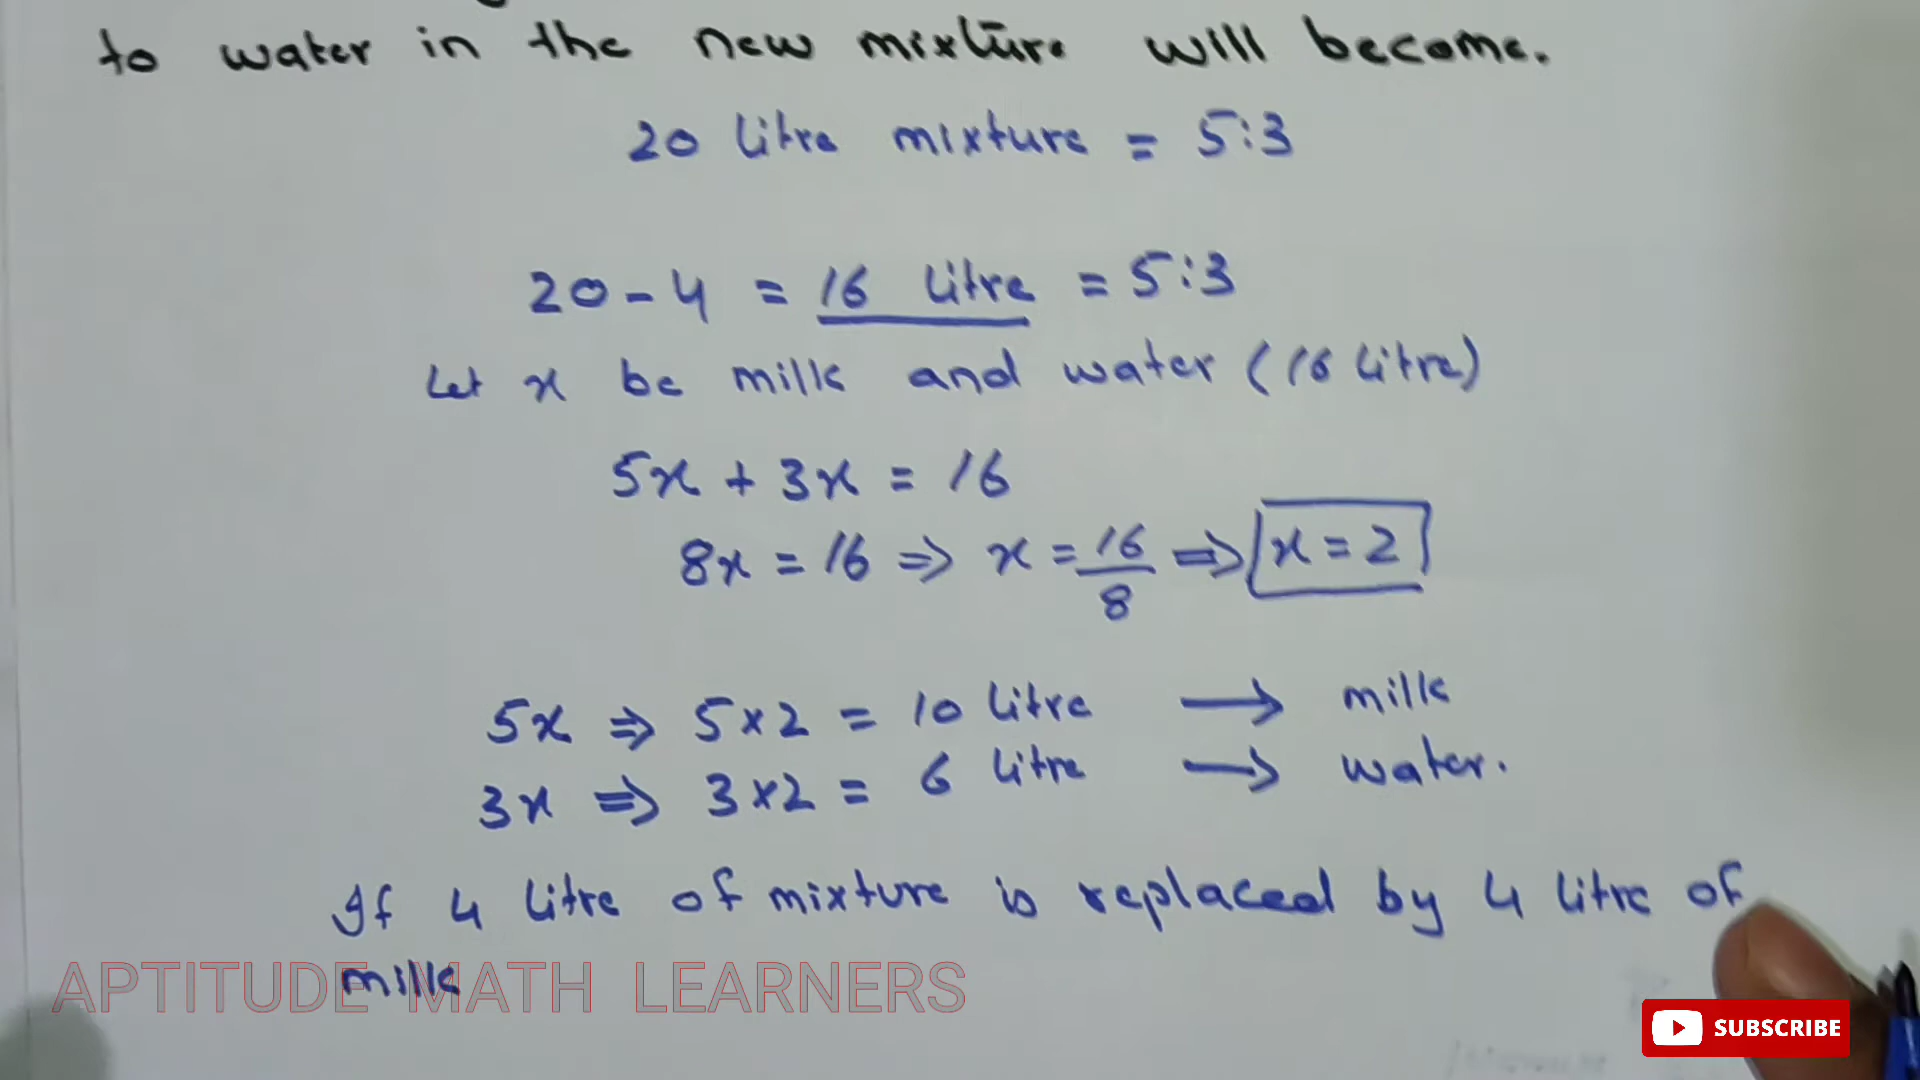 to water in the new mixture will become.
20 litre mixture = 5:3
20 - 4 = 16 litre = 5:3
Let x be milk and water (16 litre)
5x + 3x = 16
8x = 16 ⇒ x = 16/8 ⇒ x = 2
5x ⇒ 5×2 = 10 litre → milk
3x ⇒ 3×2 = 6 litre → water.
If 4 litre of mixture is replaced by 4 litre of
milk
APTITUDE MATH LEARNERS
SUBSCRIBE